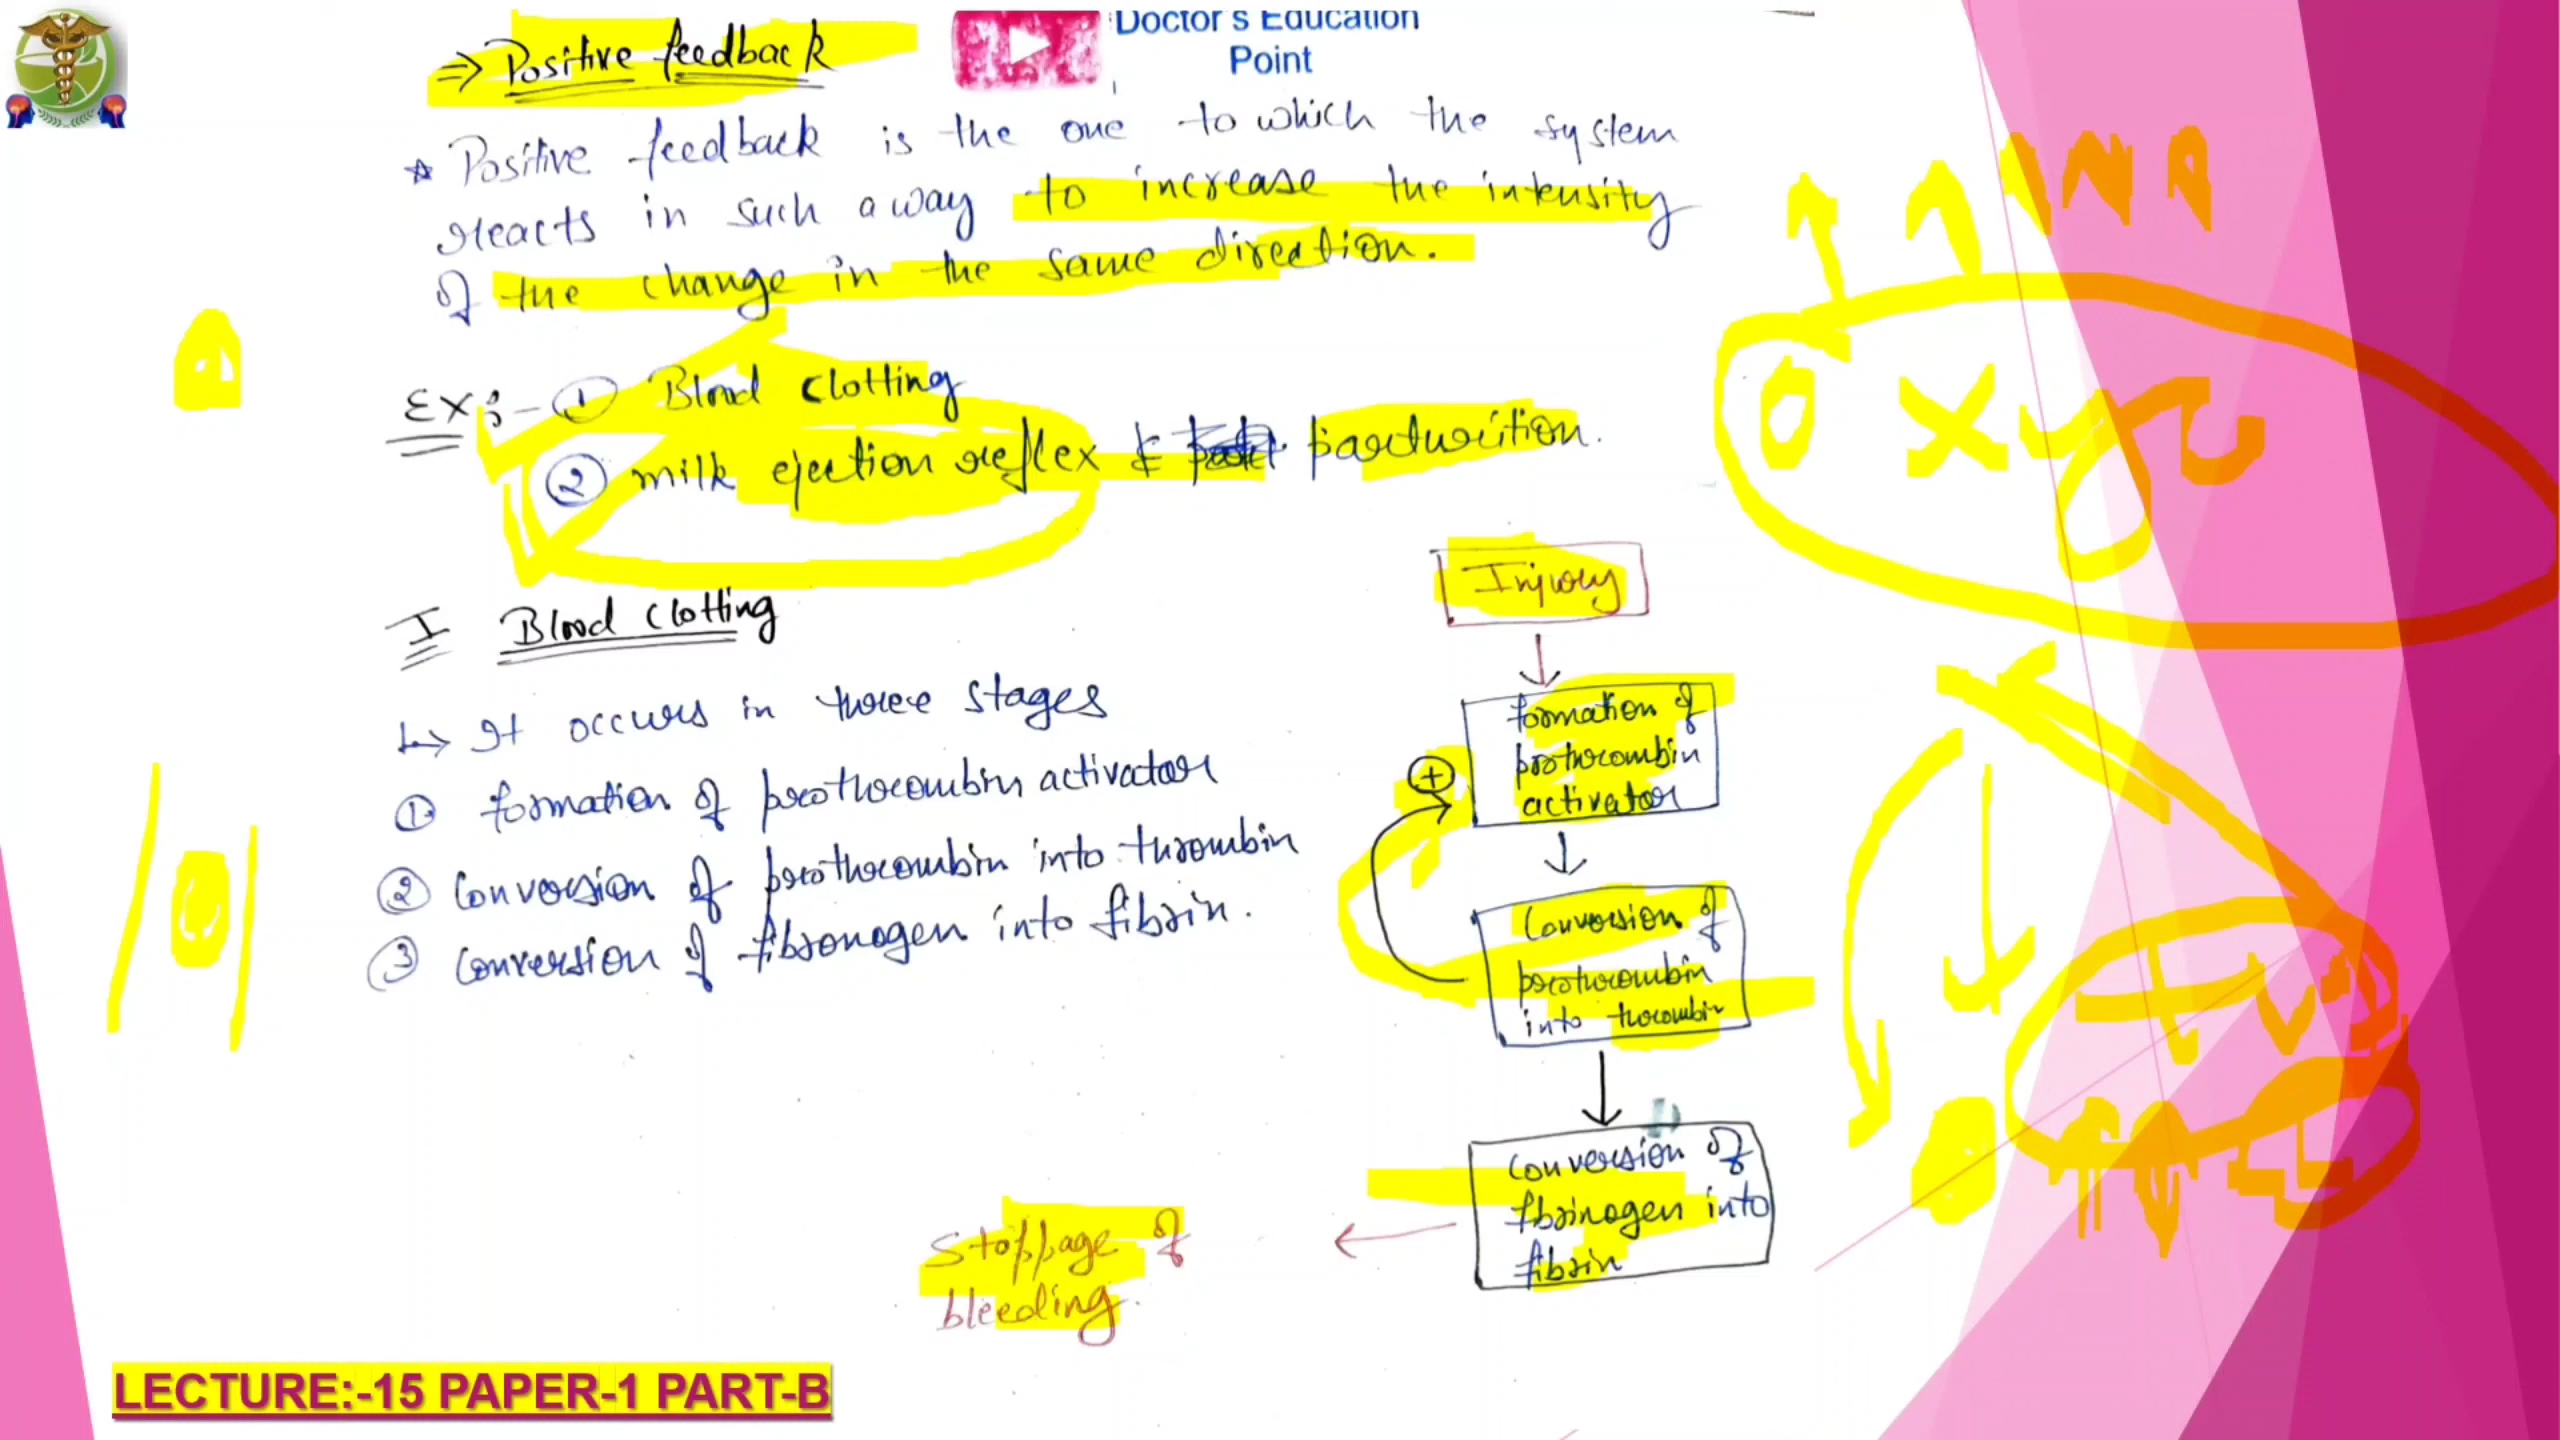 Doctor's Education
Point
⇒ Positive feedback
* Positive feedback is the one to which the system
reacts in such a way to increase the intensity
of the change in the same direction.
Ex:- ① Blood clotting
② milk ejection reflex & parturition.
I Blood clotting
↳ It occurs in three stages
① formation of prothrombin activator
② Conversion of prothrombin into thrombin
③ Conversion of fibronogen into fibrin.
Injury
formation of
prothrombin
activator
+
Conversion of
prothrombin
into thrombin
Conversion of
fibrinogen into
fibrin
Stoppage of
bleeding.
Oxy
LECTURE:-15 PAPER-1 PART-B